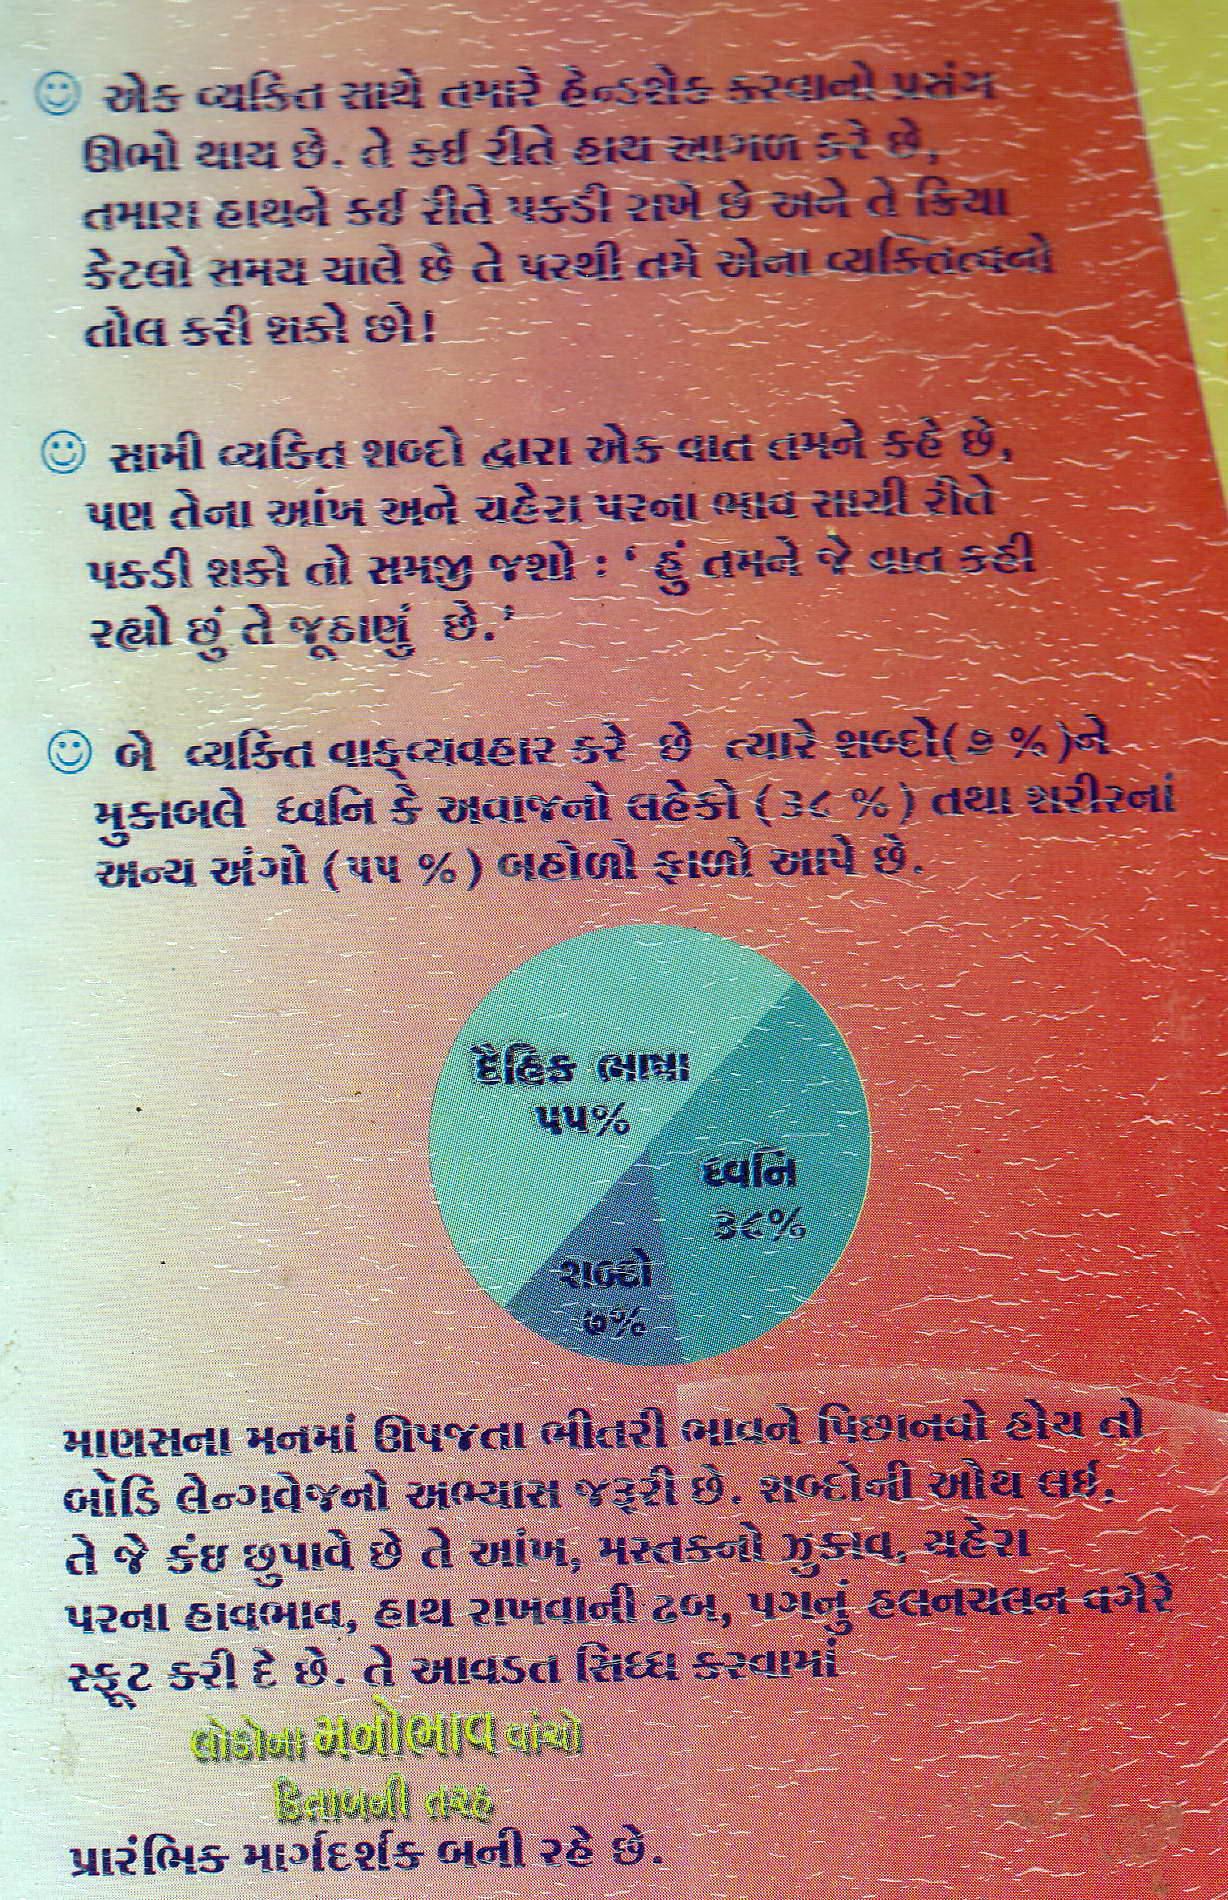 એક વ્યકિત સાથે તમારે હેન્ડશેક કરવાનો પ્રસંગ
ઊભો થાય છે. તે કઈ રીતે હાથ આગળ કરે છે,
તમારા હાથને કઈ રીતે પકડી રાખે છે અને તે ક્રિયા
કેટલો સમય ચાલે છે તે પરથી તમે એના વ્યક્તિત્વનો
તોલ કરી શકો છો!
સામી વ્યકિત શબ્દો દ્વારા એક વાત તમને કહે છે,
પણ તેના આંખ અને ચહેરા પરના ભાવ સાચી રીતે
પકડી શકો તો સમજી જશો : ‘ હું તમને જે વાત કહી
રહ્યો છું તે જૂઠાણું છે.’
બે વ્યકિત વાક્‌વ્યવહાર કરે છે ત્યારે શબ્દો(૭ %)ને
મુકાબલે ધ્વનિ કે અવાજનો લહેકો (૩૮ %) તથા શરીરનાં
અન્ય અંગો (૫૫ %) બહોળો ફાળો આપે છે.
દૈહિક ભાષા
૫૫%
ધ્વનિ
૩૮%
શબ્દો
૭%
માણસના મનમાં ઊપજતા ભીતરી ભાવને પિછાનવો હોય તો
બૉડિ લેન્ગવેજનો અભ્યાસ જરૂરી છે. શબ્દોની ઓથ લઈ,
તે જે કંઇ છુપાવે છે તે આંખ, મસ્તકનો ઝુકાવ, ચહેરા
પરના હાવભાવ, હાથ રાખવાની ઢબ, પગનું હલનચલન વગેરે
સ્ફૂટ કરી દે છે. તે આવડત સિધ્ધ કરવામાં
લોકોના મનોભાવ વાંચો
કિતાબની તરહ
પ્રારંભિક માર્ગદર્શક બની રહે છે.